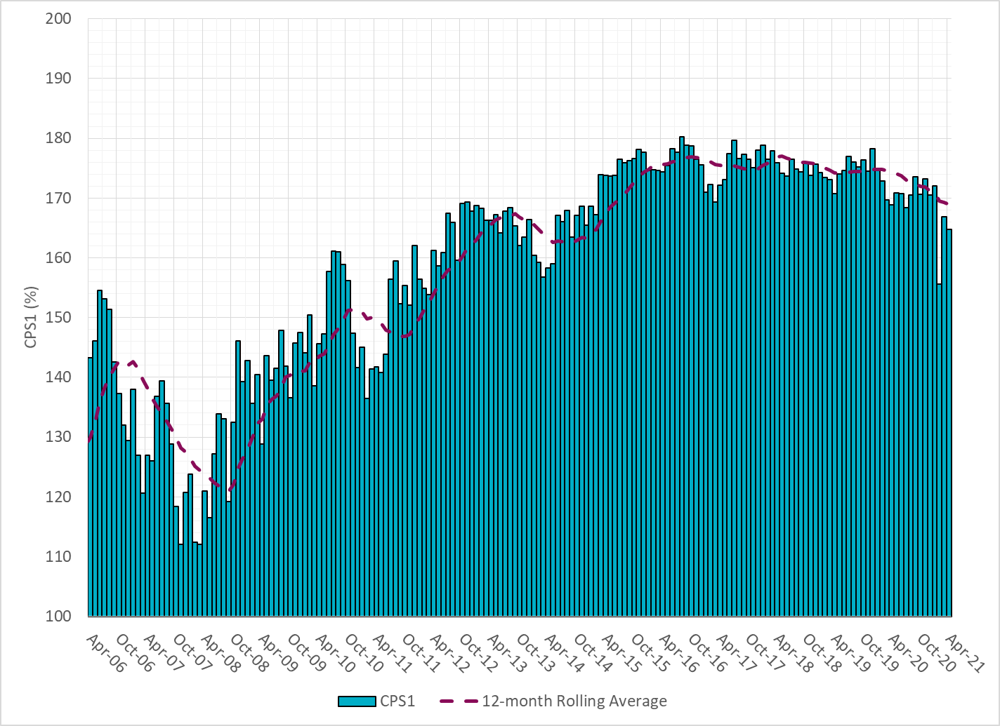 200
190
180
170
160
150
140
130
120
110
100
CPS1 (%)
Apr-06
Oct-06
Apr-07
Oct-07
Apr-08
Oct-08
Apr-09
Oct-09
Apr-10
Oct-10
Apr-11
Oct-11
Apr-12
Oct-12
Apr-13
Oct-13
Apr-14
Oct-14
Apr-15
Oct-15
Apr-16
Oct-16
Apr-17
Oct-17
Apr-18
Oct-18
Apr-19
Oct-19
Apr-20
Oct-20
Apr-21
CPS1
12-month Rolling Average